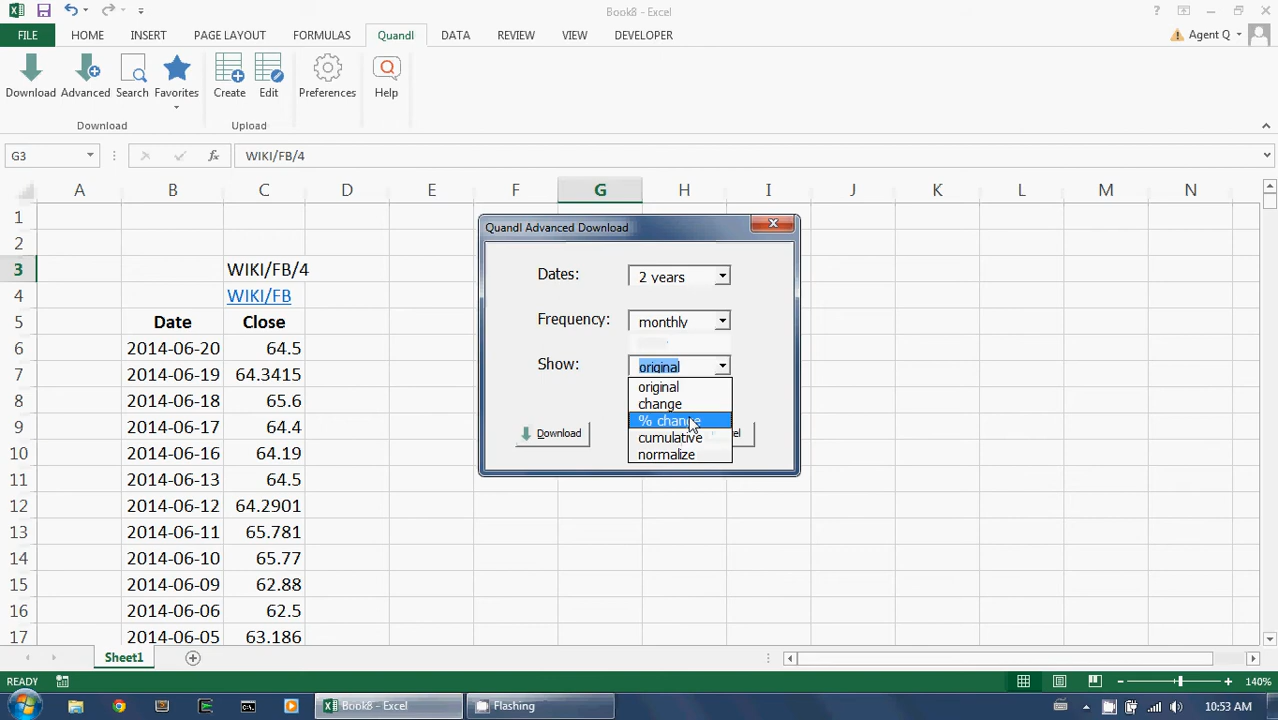 Book8 - Excel
FILE HOME INSERT PAGE LAYOUT FORMULAS Quandl DATA REVIEW VIEW DEVELOPER Agent Q
Download Advanced Search Favorites Create Edit Preferences Help
Download Upload
G3 fx WIKI/FB/4
A B C D E F G H I J K L M N
1
2
3 WIKI/FB/4
4 WIKI/FB
5 Date Close
6 2014-06-20 64.5
7 2014-06-19 64.3415
8 2014-06-18 65.6
9 2014-06-17 64.4
10 2014-06-16 64.19
11 2014-06-13 64.5
12 2014-06-12 64.2901
13 2014-06-11 65.781
14 2014-06-10 65.77
15 2014-06-09 62.88
16 2014-06-06 62.5
17 2014-06-05 63.186
Quandl Advanced Download
Dates: 2 years
Frequency: monthly
Show: original
original
change
% change
cumulative
normalize
Download
Sheet1
READY 140%
Book8 - Excel Flashing 10:53 AM